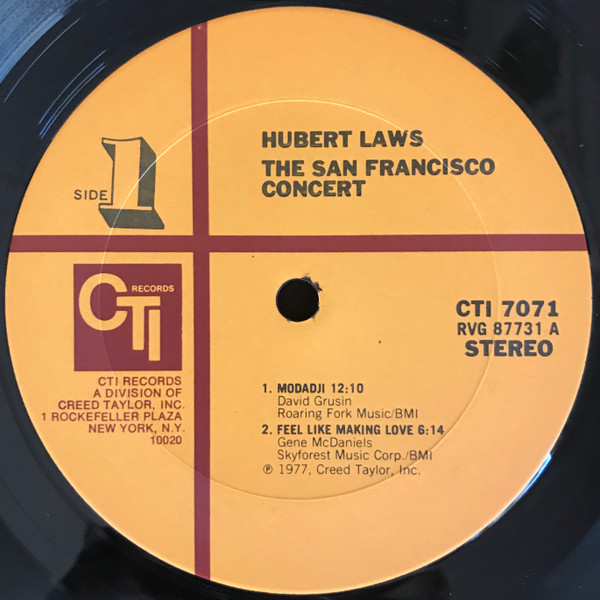 HUBERT LAWS
THE SAN FRANCISCO
CONCERT
SIDE 1
CTI RECORDS
CTI RECORDS
A DIVISION OF
CREED TAYLOR, INC.
1 ROCKEFELLER PLAZA
NEW YORK, N.Y.
10020
CTI 7071
RVG 87731 A
STEREO
1. MODADJI 12:10
David Grusin
Roaring Fork Music/BMI
2. FEEL LIKE MAKING LOVE 6:14
Gene McDaniels
Skyforest Music Corp./BMI
℗ 1977, Creed Taylor, Inc.